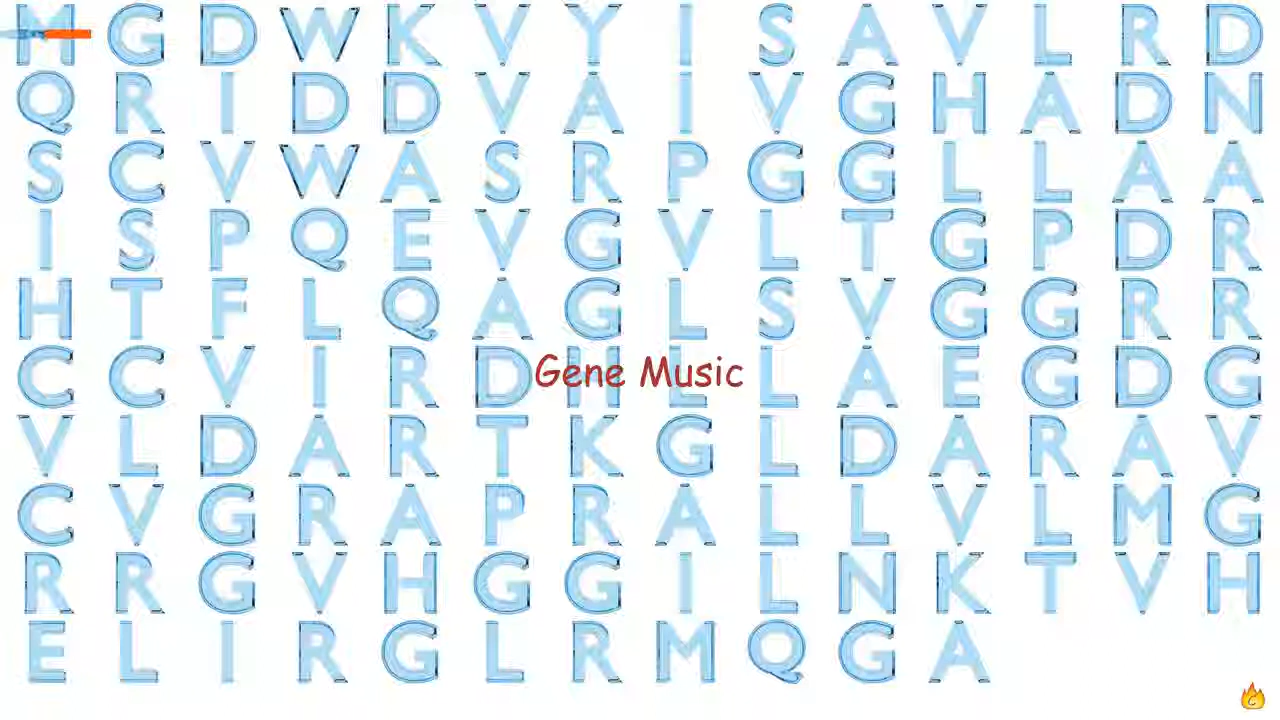 M G D W K V Y I S A V L R D
Q R I D D V A I V G H A D N
S C V W A S R P G G L L A A
I S P Q E V G V L T G P D R
H T F L Q A G L S V G G R R
C C V I R D H L L A E G D G
Gene Music
V L D A R T K G L D A R A V
C V G R A P R A L L V L M G
R R G V H G G I L N K T V H
E L I R G L R M Q G A